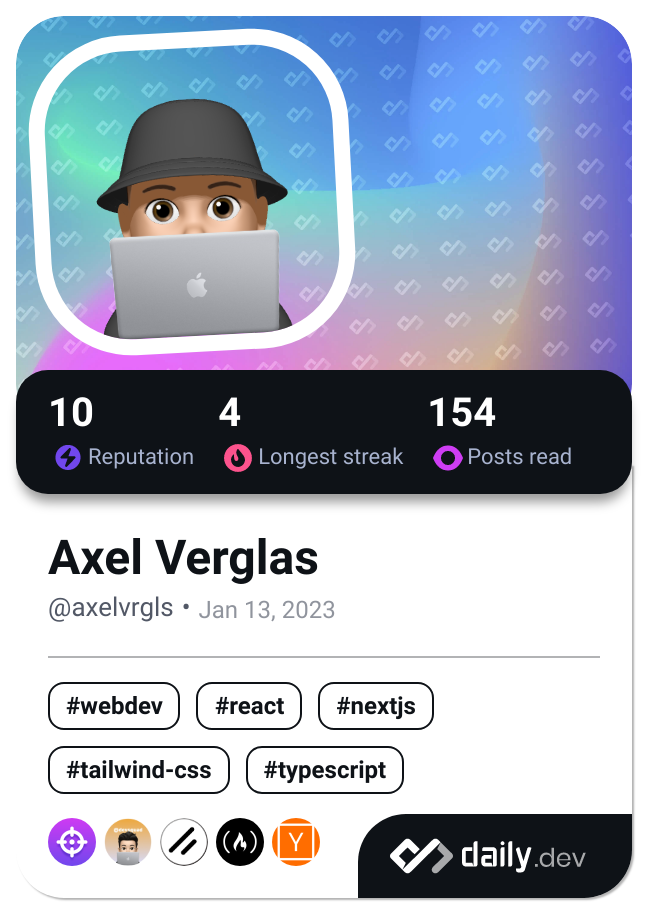 10 4 154
Reputation Longest streak Posts read
Axel Verglas
@axelvrgls • Jan 13, 2023
#webdev #react #nextjs
#tailwind-css #typescript
Y
daily.dev